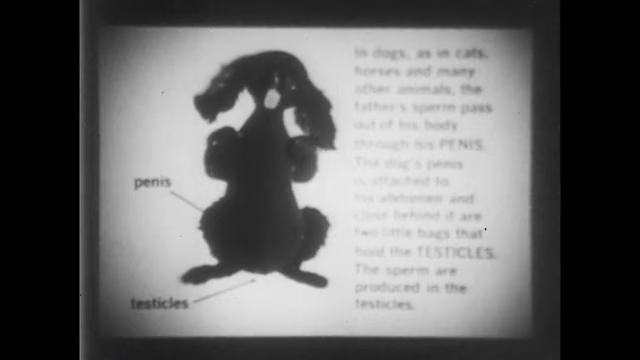 In dogs, as in cats,
horses and many
other animals, the
father's sperm pass
out of his body
through his PENIS.
The dog's penis
is attached to
his abdomen and
close behind it are
two little bags that
hold the TESTICLES.
The sperm are
produced in the
testicles.
penis
testicles